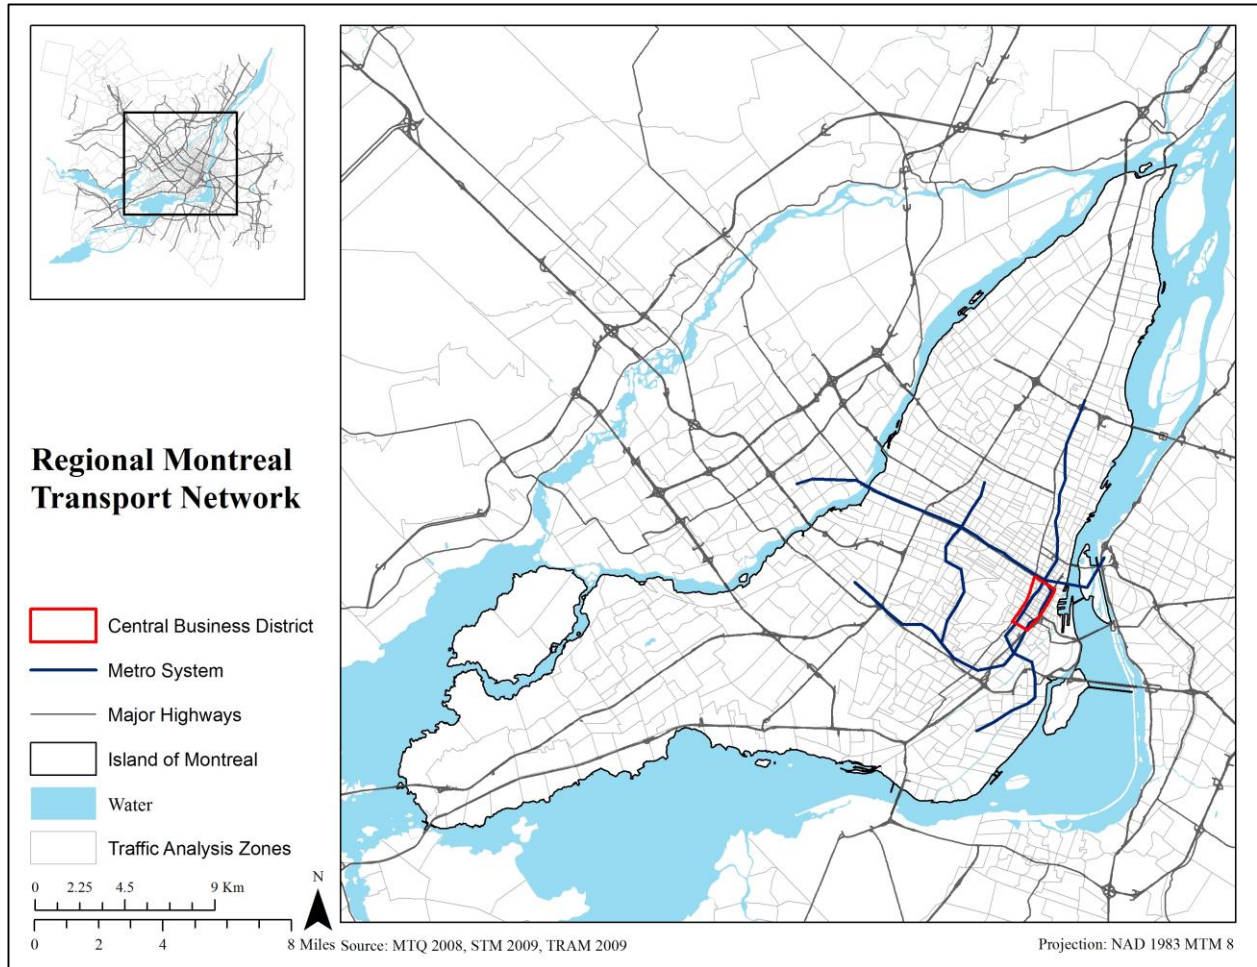 Regional Montreal
Transport Network
Central Business District
Metro System
Major Highways
Island of Montreal
Water
Traffic Analysis Zones
0 2.25 4.5 9 Km
N
0 2 4 8 Miles
Source: MTQ 2008, STM 2009, TRAM 2009
Projection: NAD 1983 MTM 8